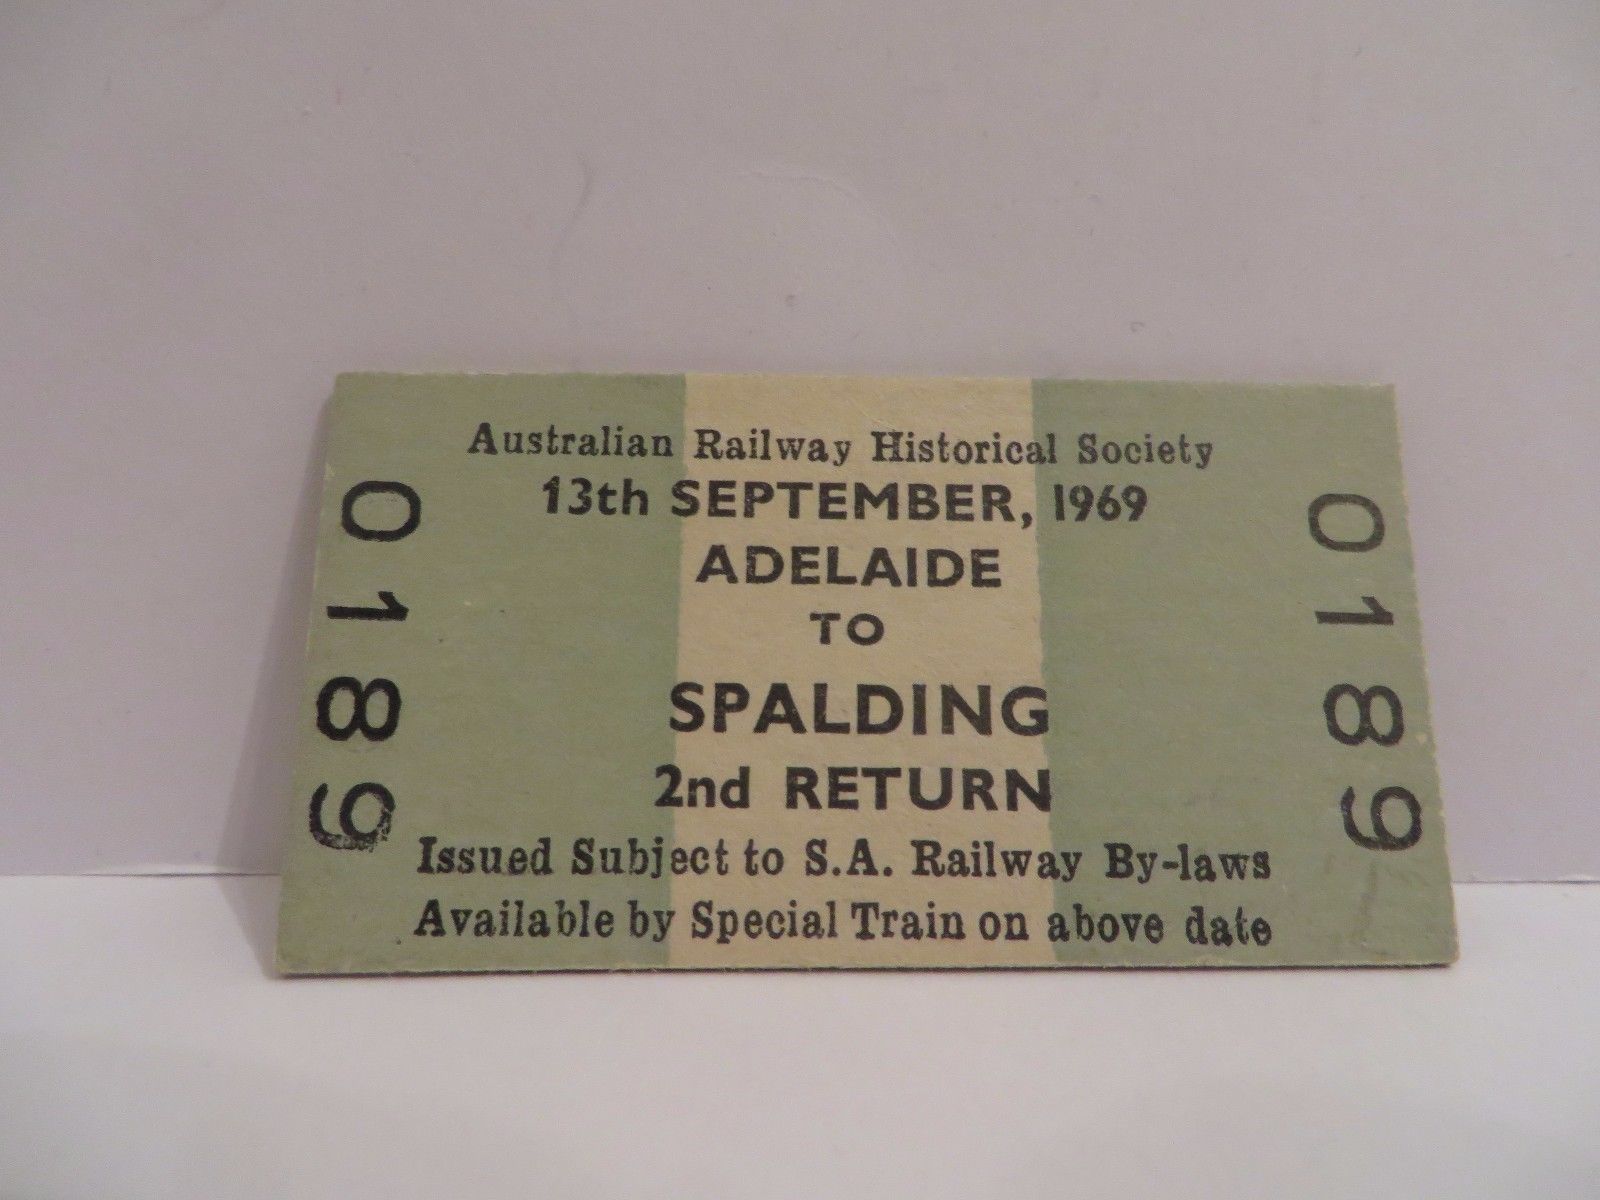 Australian Railway Historical Society
13th SEPTEMBER, 1969
ADELAIDE
TO
SPALDING
2nd RETURN
Issued Subject to S.A. Railway By-laws
Available by Special Train on above date
0189
0189